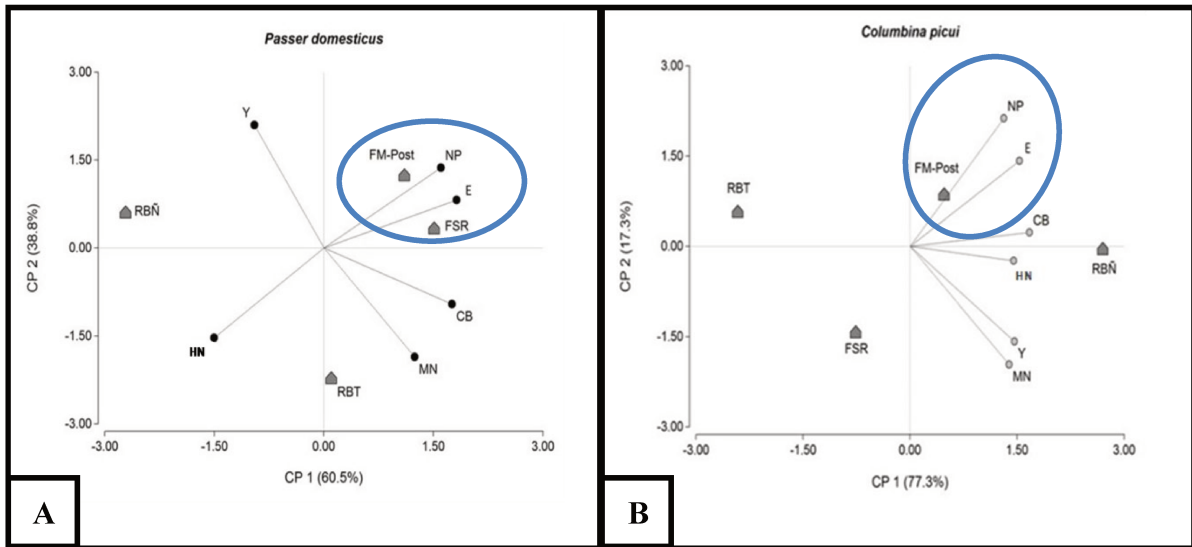 Passer domesticus
3.00
Y
FM-Post
NP
1.50
E
RBÑ
FSR
0.00
CP 2 (38.8%)
CB
-1.50
HN
MN
RBT
-3.00
-3.00
-1.50
0.00
1.50
3.00
CP 1 (60.5%)
A
Columbina picui
3.00
NP
1.50
E
FM-Post
RBT
CB
0.00
RBÑ
HN
CP 2 (17.3%)
-1.50
FSR
Y
MN
-3.00
-3.00
-1.50
0.00
1.50
3.00
CP 1 (77.3%)
B